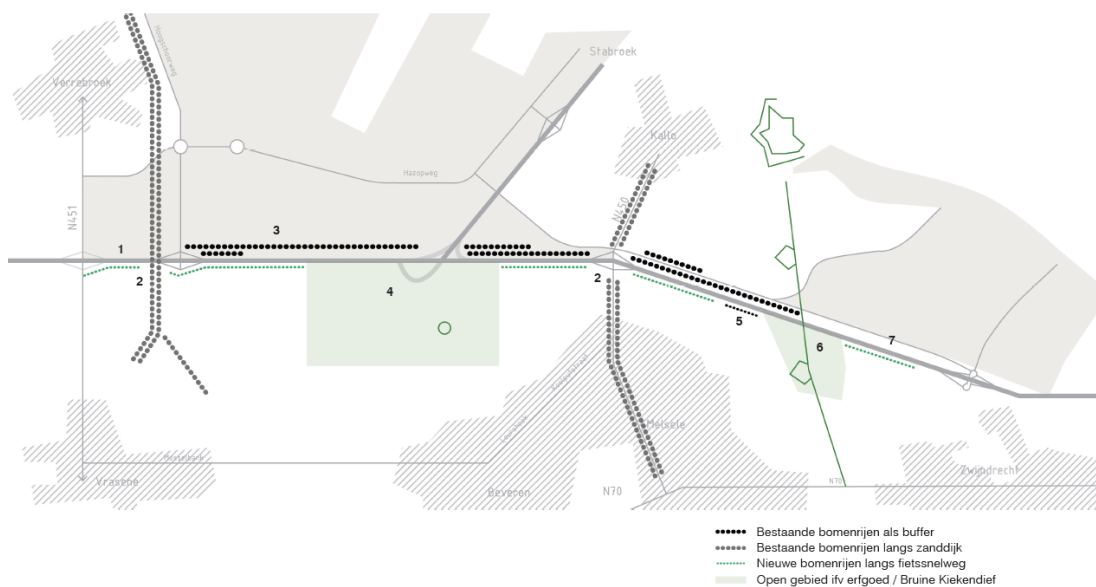 Hoogschoorweg
Stabroek
Verrebroek
Kallo
Hazopweg
N451
N450
1
3
2
4
2
5
6
7
Melsele
Mosselbank
Vrasene
Beveren
N70
N70
Zwijndrecht
Bestaande bomenrijen als buffer
Bestaande bomenrijen langs zanddijk
Nieuwe bomenrijen langs fietssnelweg
Open gebied ifv erfgoed / Bruine Kiekendief